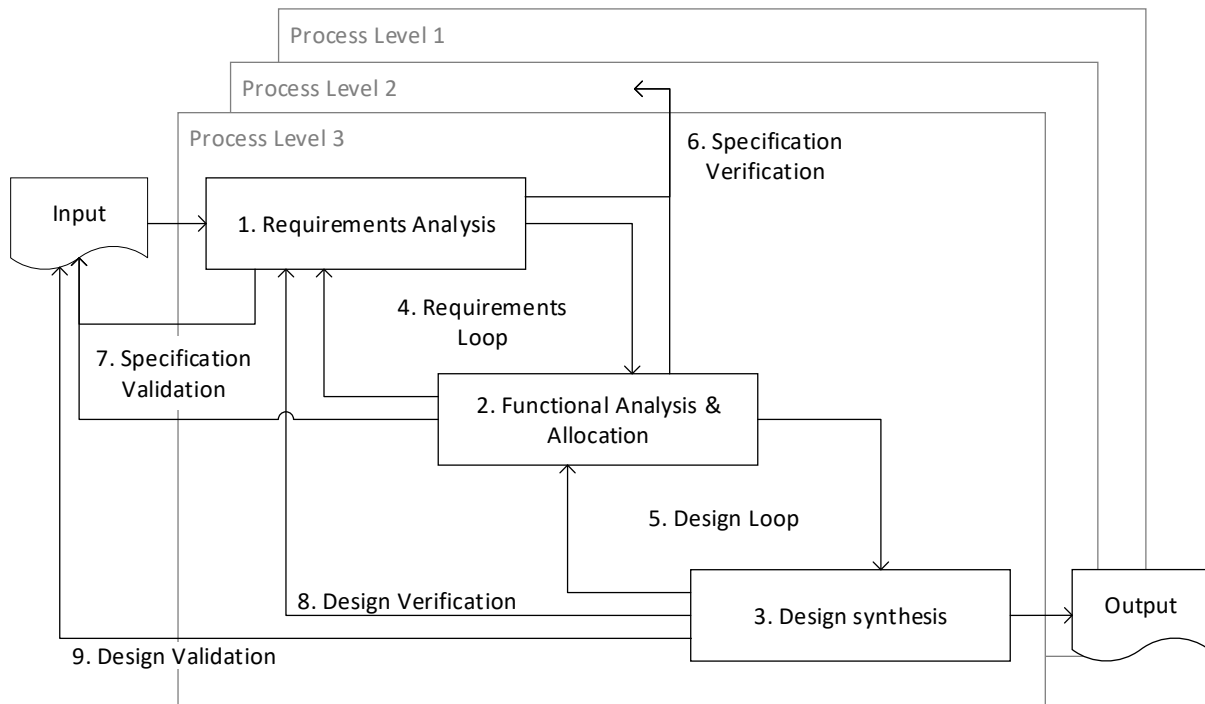 Process Level 1
Process Level 2
Process Level 3
6. Specification
Verification
Input
1. Requirements Analysis
4. Requirements
Loop
7. Specification
Validation
2. Functional Analysis &
Allocation
5. Design Loop
8. Design Verification
3. Design synthesis
Output
9. Design Validation